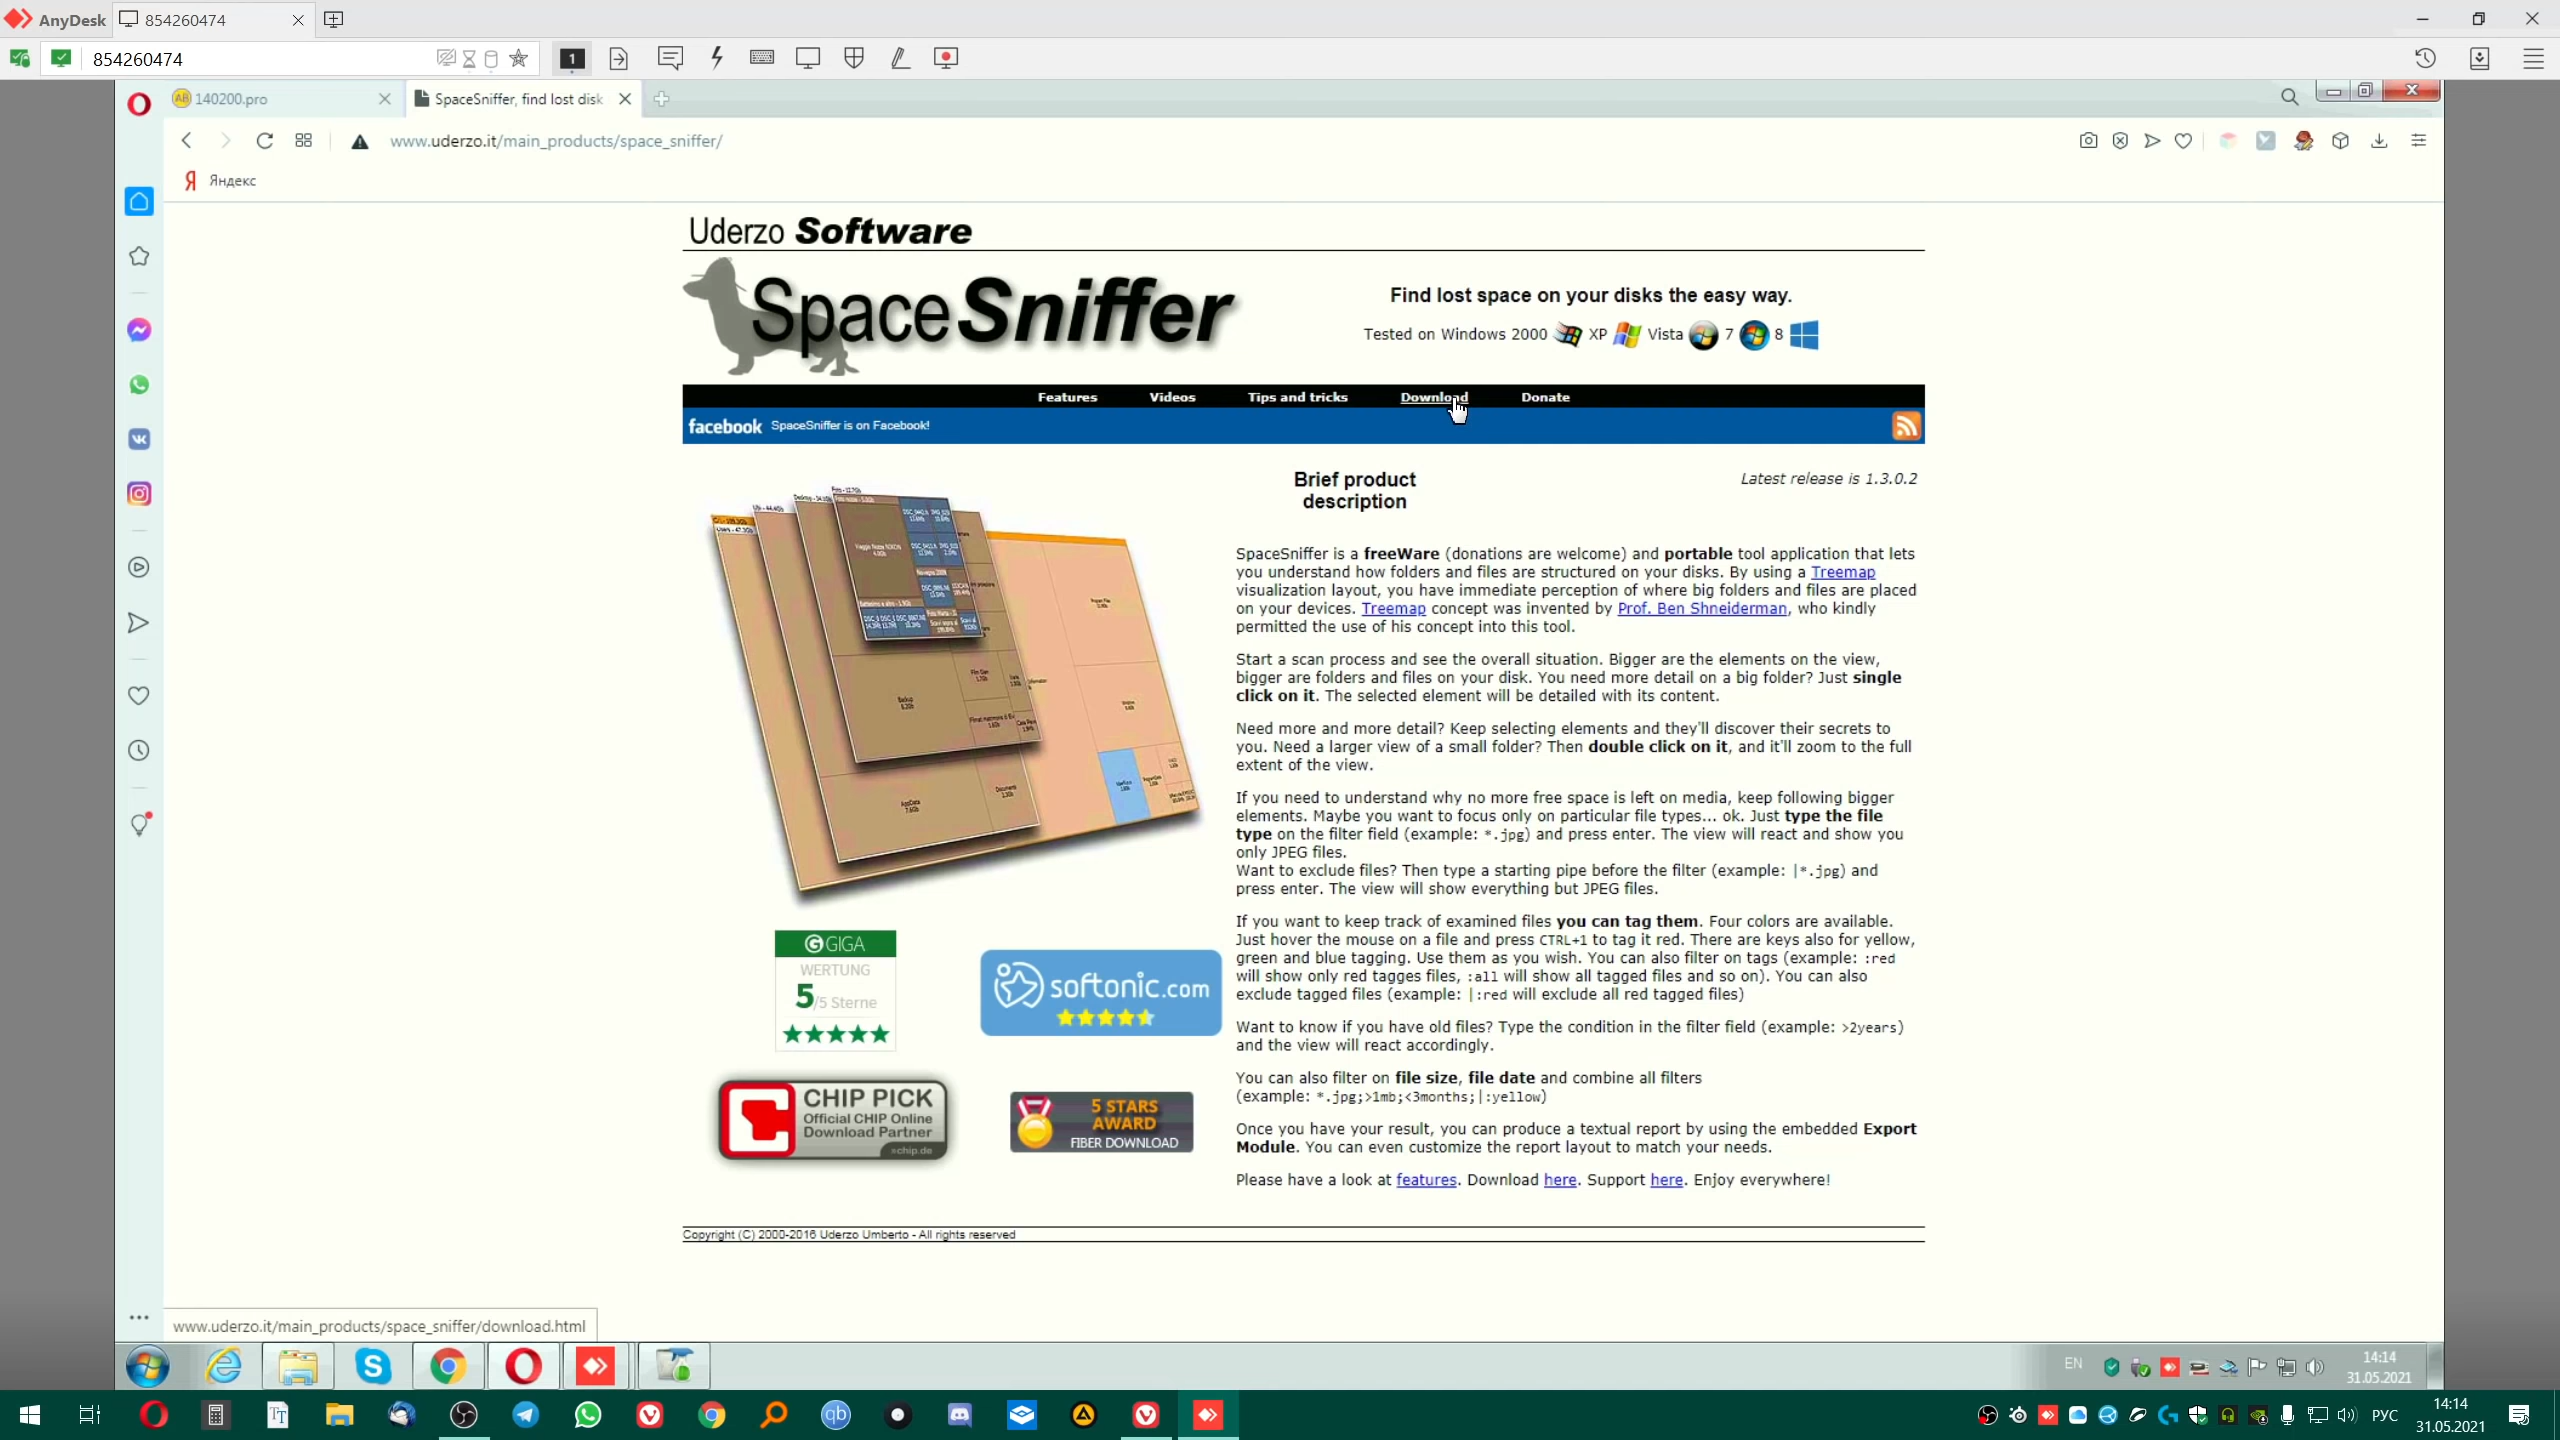 AnyDesk
854260474
854260474
1
140200.pro
SpaceSniffer, find lost disk
www.uderzo.it/main_products/space_sniffer/
Я Яндекс
Uderzo Software
SpaceSniffer
Find lost space on your disks the easy way.
Tested on Windows 2000 XP Vista 7 8
Features Videos Tips and tricks Download Donate
facebook SpaceSniffer is on Facebook!
Brief product
description
Latest release is 1.3.0.2
SpaceSniffer is a freeWare (donations are welcome) and portable tool application that lets
you understand how folders and files are structured on your disks. By using a Treemap
visualization layout, you have immediate perception of where big folders and files are placed
on your devices. Treemap concept was invented by Prof. Ben Shneiderman, who kindly
permitted the use of his concept into this tool.
Start a scan process and see the overall situation. Bigger are the elements on the view,
bigger are folders and files on your disk. You need more detail on a big folder? Just single
click on it. The selected element will be detailed with its content.
Need more and more detail? Keep selecting elements and they'll discover their secrets to
you. Need a larger view of a small folder? Then double click on it, and it'll zoom to the full
extent of the view.
If you need to understand why no more free space is left on media, keep following bigger
elements. Maybe you want to focus only on particular file types... ok. Just type the file
type on the filter field (example: *.jpg) and press enter. The view will react and show you
only JPEG files.
Want to exclude files? Then type a starting pipe before the filter (example: |*.jpg) and
press enter. The view will show everything but JPEG files.
If you want to keep track of examined files you can tag them. Four colors are available.
Just hover the mouse on a file and press CTRL+1 to tag it red. There are keys also for yellow,
green and blue tagging. Use them as you wish. You can also filter on tags (example: :red
will show only red tagges files, :all will show all tagged files and so on). You can also
exclude tagged files (example: |:red will exclude all red tagged files)
Want to know if you have old files? Type the condition in the filter field (example: >2years)
and the view will react accordingly.
You can also filter on file size, file date and combine all filters
(example: *.jpg;>1mb;<3months;|:yellow)
Once you have your result, you can produce a textual report by using the embedded Export
Module. You can even customize the report layout to match your needs.
Please have a look at features. Download here. Support here. Enjoy everywhere!
GIGA
WERTUNG
5/5 Sterne
softonic.com
CHIP PICK
Official CHIP Online
Download Partner
»chip.de
5 STARS
AWARD
FIBER DOWNLOAD
Backup
AppData
Copyright (C) 2000-2016 Uderzo Umberto - All rights reserved
www.uderzo.it/main_products/space_sniffer/download.html
EN
14:14
31.05.2021
РУС
14:14
31.05.2021